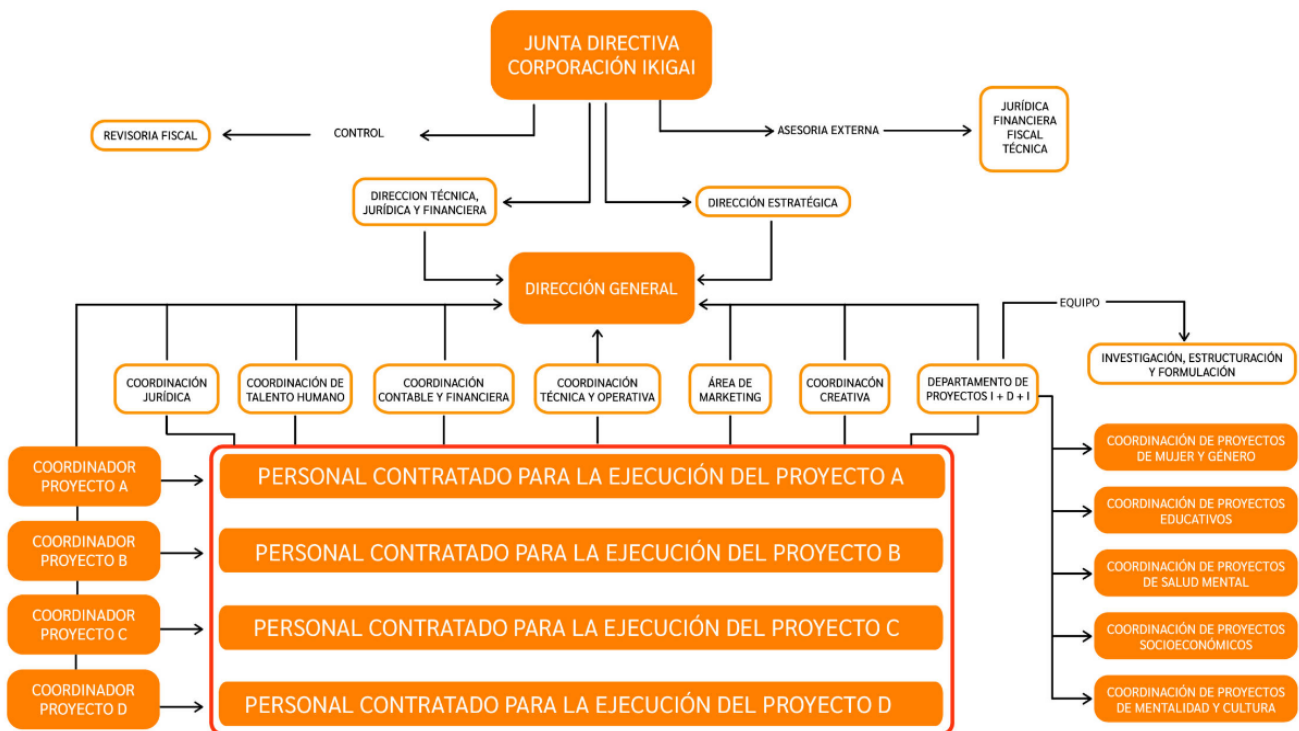 JUNTA DIRECTIVA
CORPORACIÓN IKIGAI
REVISORIA FISCAL
CONTROL
ASESORIA EXTERNA
JURÍDICA
FINANCIERA
FISCAL
TÉCNICA
DIRECCION TÉCNICA,
JURÍDICA Y FINANCIERA
DIRECCIÓN ESTRATÉGICA
DIRECCIÓN GENERAL
EQUIPO
INVESTIGACIÓN, ESTRUCTURACIÓN
Y FORMULACIÓN
COORDINACIÓN
JURÍDICA
COORDINACIÓN DE
TALENTO HUMANO
COORDINACIÓN
CONTABLE Y FINANCIERA
COORDINACIÓN
TÉCNICA Y OPERATIVA
ÁREA DE
MARKETING
COORDINACÓN
CREATIVA
DEPARTAMENTO DE
PROYECTOS I + D + I
COORDINADOR
PROYECTO A
PERSONAL CONTRATADO PARA LA EJECUCIÓN DEL PROYECTO A
COORDINADOR
PROYECTO B
PERSONAL CONTRATADO PARA LA EJECUCIÓN DEL PROYECTO B
COORDINADOR
PROYECTO C
PERSONAL CONTRATADO PARA LA EJECUCIÓN DEL PROYECTO C
COORDINADOR
PROYECTO D
PERSONAL CONTRATADO PARA LA EJECUCIÓN DEL PROYECTO D
COORDINACIÓN DE PROYECTOS
DE MUJER Y GÉNERO
COORDINACIÓN DE PROYECTOS
EDUCATIVOS
COORDINACIÓN DE PROYECTOS
DE SALUD MENTAL
COORDINACIÓN DE PROYECTOS
SOCIOECONÓMICOS
COORDINACIÓN DE PROYECTOS
DE MENTALIDAD Y CULTURA